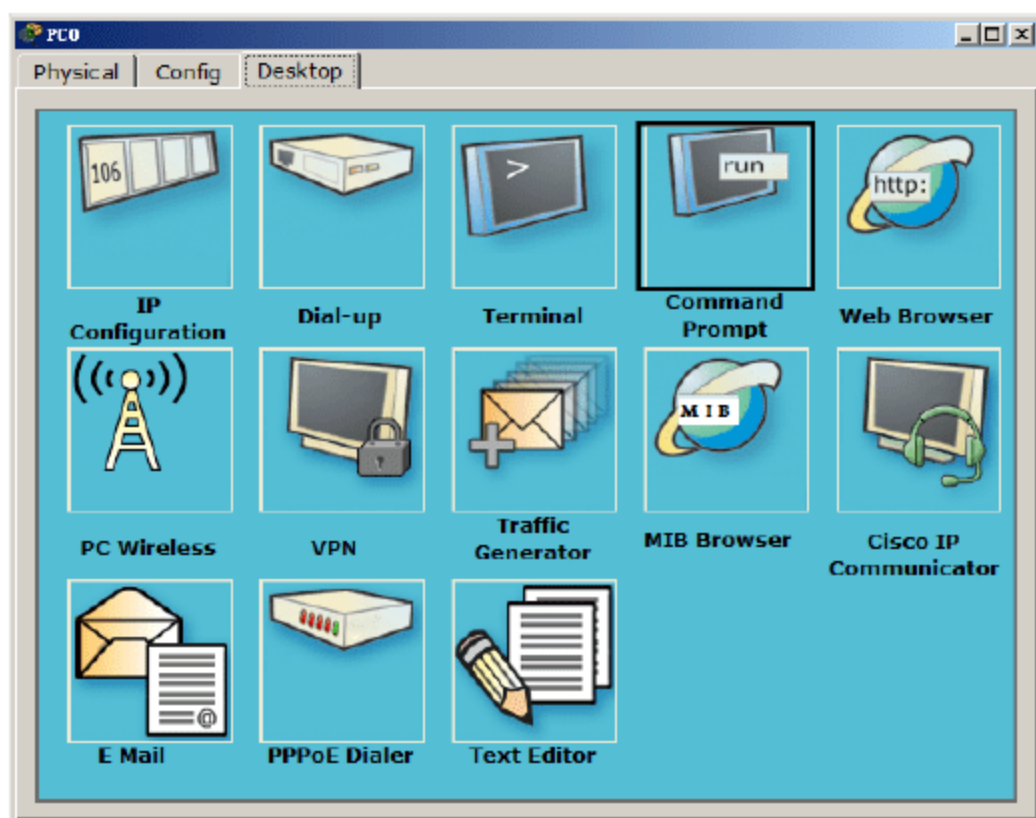 PC0
Physical Config Desktop
106
>
run
http:
IP
Configuration
Dial-up
Terminal
Command
Prompt
Web Browser
MIB
PC Wireless
VPN
Traffic
Generator
MIB Browser
Cisco IP
Communicator
@
E Mail
PPPoE Dialer
Text Editor